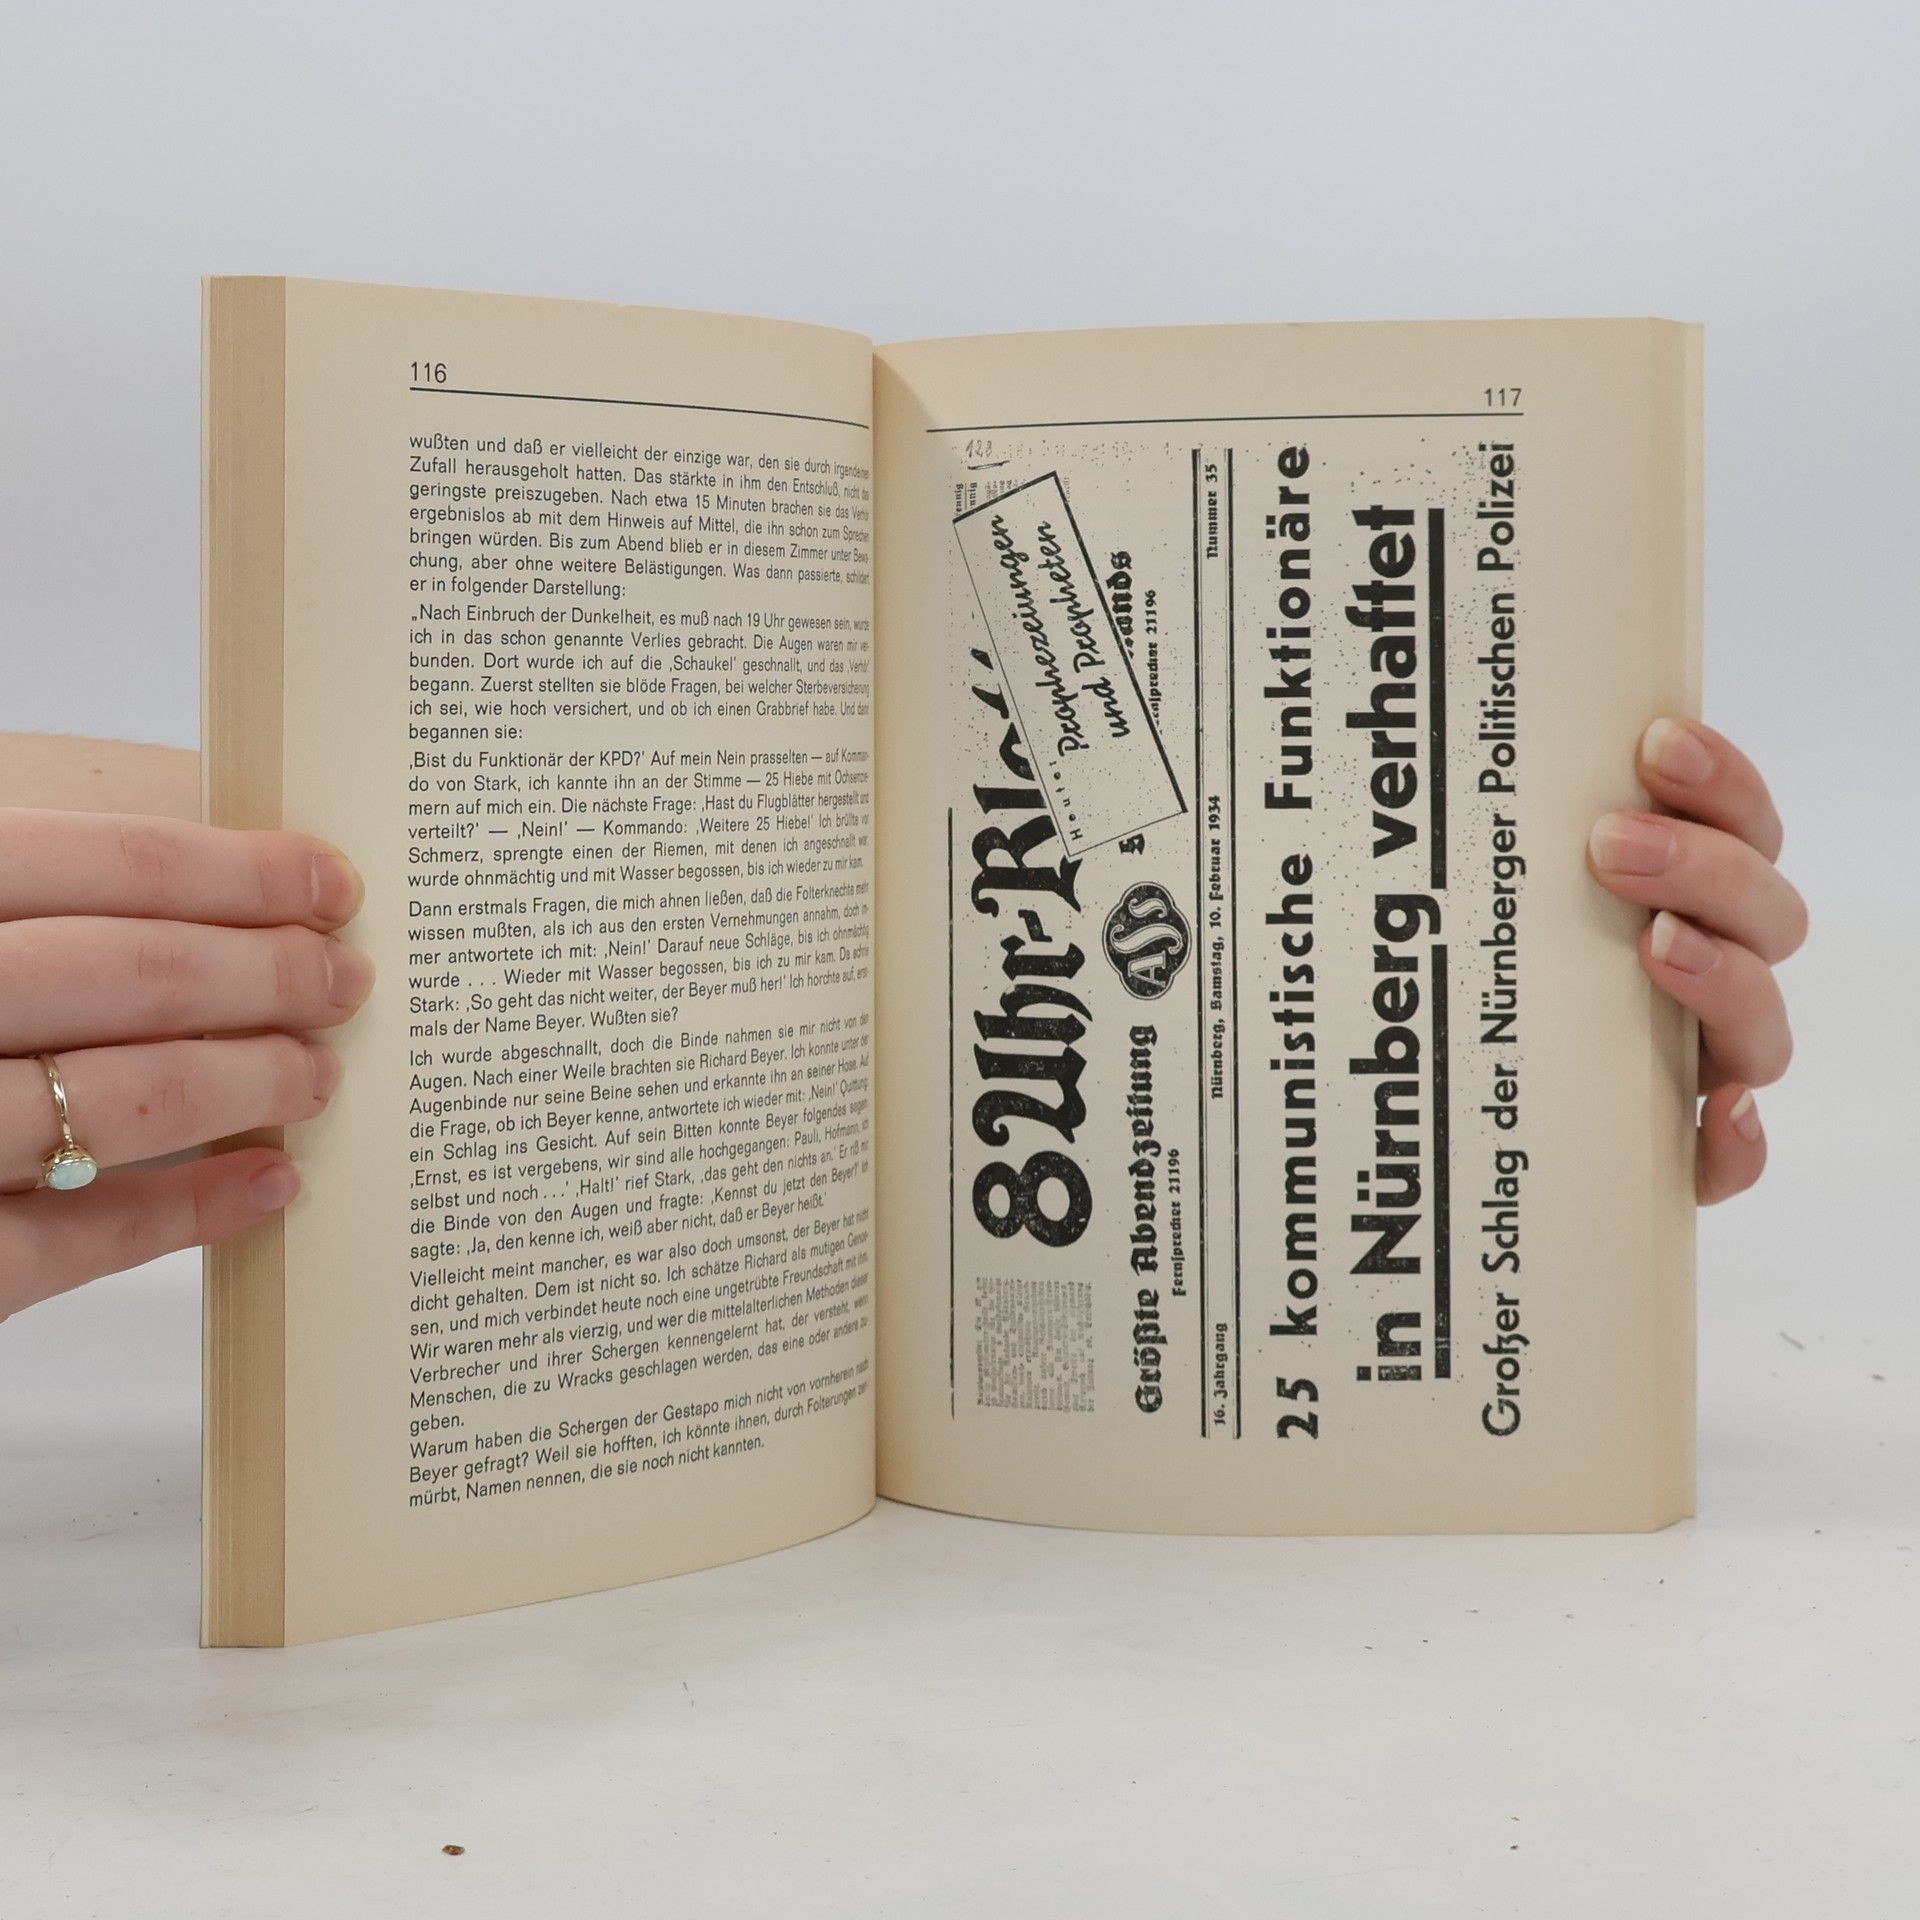 116
wußten und daß er vielleicht der einzige war, den sie durch irgendeinen
Zufall herausgeholt hatten. Das stärkte in ihm den Entschluß, nicht das
geringste preiszugeben. Nach etwa 15 Minuten brachen sie das Verhör
ergebnislos ab mit dem Hinweis auf Mittel, die ihn schon zum Sprechen
bringen würden. Bis zum Abend blieb er in diesem Zimmer unter Bewa-
chung, aber ohne weitere Belästigungen. Was dann passierte, schildert
er in folgender Darstellung:
„Nach Einbruch der Dunkelheit, es muß nach 19 Uhr gewesen sein, wurde
ich in das schon genannte Verlies gebracht. Die Augen waren mir ver-
bunden. Dort wurde ich auf die ‚Schaukel' geschnallt, und das ‚Verhör'
begann. Zuerst stellten sie blöde Fragen, bei welcher Sterbeversicherung
ich sei, wie hoch versichert, und ob ich einen Grabbrief habe. Und dann
begannen sie:
‚Bist du Funktionär der KPD?' Auf mein Nein prasselten — auf Komman-
do von Stark, ich kannte ihn an der Stimme — 25 Hiebe mit Ochsenzie-
mern auf mich ein. Die nächste Frage: ‚Hast du Flugblätter hergestellt und
verteilt?' — ‚Nein!' — Kommando: ‚Weitere 25 Hiebe!' Ich brüllte vor
Schmerz, sprengte einen der Riemen, mit denen ich angeschnallt war
wurde ohnmächtig und mit Wasser begossen, bis ich wieder zu mir kam.
Dann erstmals Fragen, die mich ahnen ließen, daß die Folterknechte mehr
wissen mußten, als ich aus den ersten Vernehmungen annahm, doch im-
mer antwortete ich mit: ‚Nein!' Darauf neue Schläge, bis ich ohnmächtig
wurde . . . Wieder mit Wasser begossen, bis ich zu mir kam. Da schrie
Stark: ‚So geht das nicht weiter, der Beyer muß her!' Ich horchte auf, erst-
mals der Name Beyer. Wußten sie?
Ich wurde abgeschnallt, doch die Binde nahmen sie mir nicht von den
Augen. Nach einer Weile brachten sie Richard Beyer. Ich konnte unter der
Augenbinde nur seine Beine sehen und erkannte ihn an seiner Hose. Auf
die Frage, ob ich Beyer kenne, antwortete ich wieder mit: ‚Nein!' Quittung
ein Schlag ins Gesicht. Auf sein Bitten konnte Beyer folgendes sagen
‚Ernst, es ist vergebens, wir sind alle hochgegangen: Pauli, Hofmann, ich
selbst und noch . . .' ‚Halt!' rief Stark, ‚das geht den nichts an.' Er riß mir
die Binde von den Augen und fragte: ‚Kennst du jetzt den Beyer?' Ich
sagte: ‚Ja, den kenne ich, weiß aber nicht, daß er Beyer heißt.'
Vielleicht meint mancher, es war also doch umsonst, der Beyer hat nicht
dicht gehalten. Dem ist nicht so. Ich schätze Richard als mutigen Genos-
sen, und mich verbindet heute noch eine ungetrübte Freundschaft mit ihm.
Wir waren mehr als vierzig, und wer die mittelalterlichen Methoden dieser
Verbrecher und ihrer Schergen kennengelernt hat, der versteht, wenn
Menschen, die zu Wracks geschlagen werden, das eine oder andere zu-
geben.
Warum haben die Schergen der Gestapo mich nicht von vornherein nach
Beyer gefragt? Weil sie hofften, ich könnte ihnen, durch Folterungen zer-
mürbt, Namen nennen, die sie noch nicht kannten.
117
128
8 Uhr-Bl
Heute:
Prophezeiungen
und Propheten
Größte Abendzeitung
ASS
S
ands
Fernsprecher 21196
ernsprecher 21196
16. Jahrgang
Nürnberg, Samstag, 10. Februar 1934
Nummer 35
25 kommunistische Funktionäre
in Nürnberg verhaftet
Großer Schlag der Nürnberger Politischen Polizei